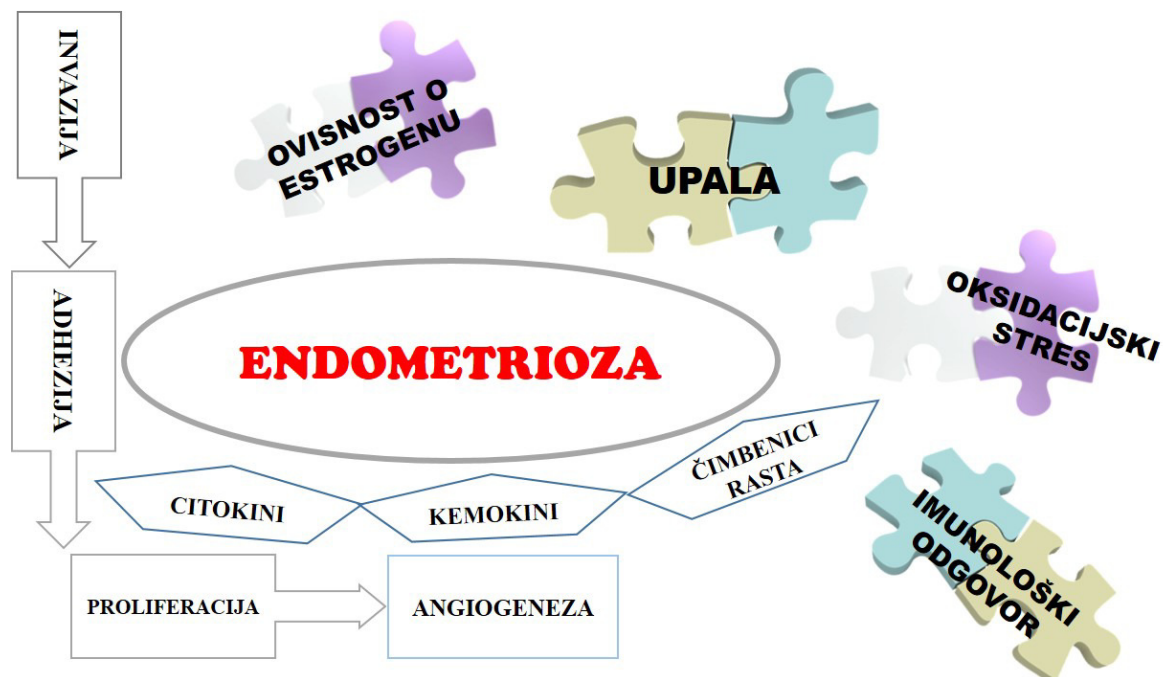 INVAZIJA
OVISNOST O
ESTROGENU
UPALA
ADHEZIJA
ENDOMETRIOZA
OKSIDACIJSKI
STRES
CITOKINI
KEMOKINI
ČIMBENICI
RASTA
IMUNOLOŠKI
ODGOVOR
PROLIFERACIJA
ANGIOGENEZA